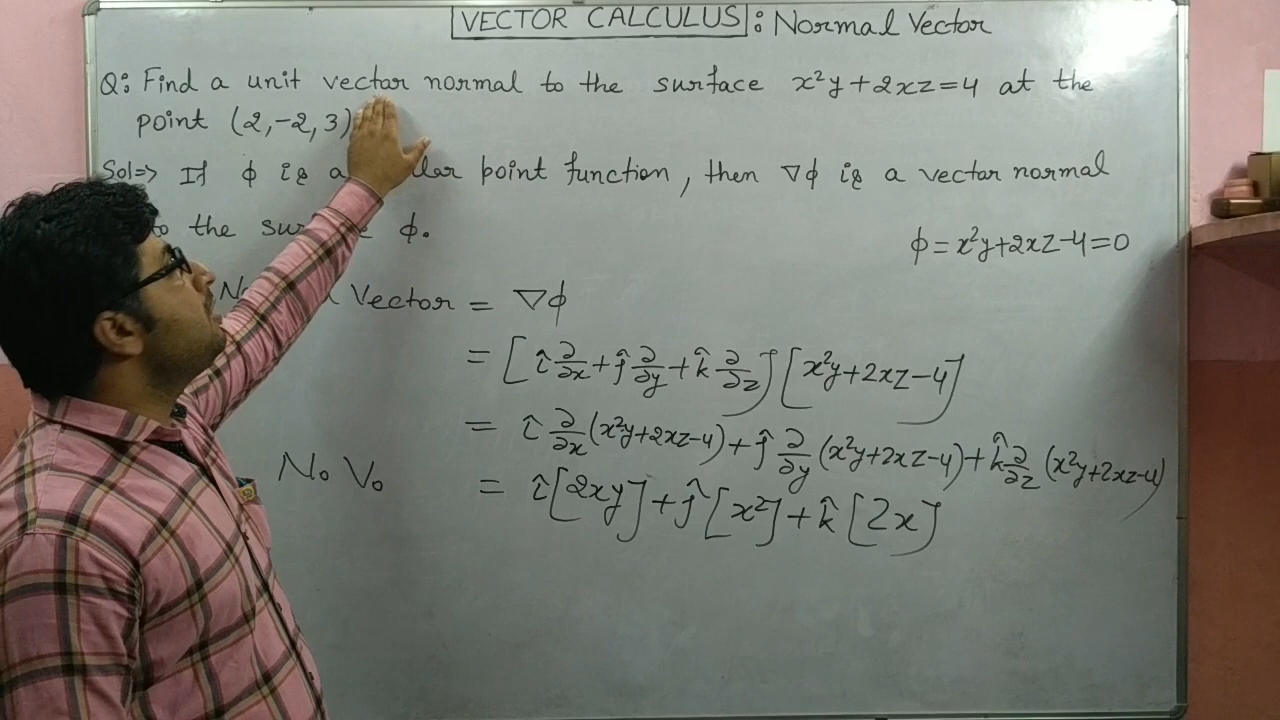 VECTOR CALCULUS : Normal Vector
Q: Find a unit vector normal to the surface x²y+2xz=4 at the
point (2,-2,3)
Sol=> If ϕ is a point function, then ∇ϕ is a vector normal
the ϕ.
ϕ = x²y+2xz-4=0
Vector = ∇ϕ
= [î ∂/∂x + ĵ ∂/∂y + k̂ ∂/∂z] [x²y+2xz-4]
= î ∂/∂x (x²y+2xz-4) + ĵ ∂/∂y (x²y+2xz-4) + k̂ ∂/∂z (x²y+2xz-4)
N. V. = î[2xy] + ĵ[x²] + k̂[2x]